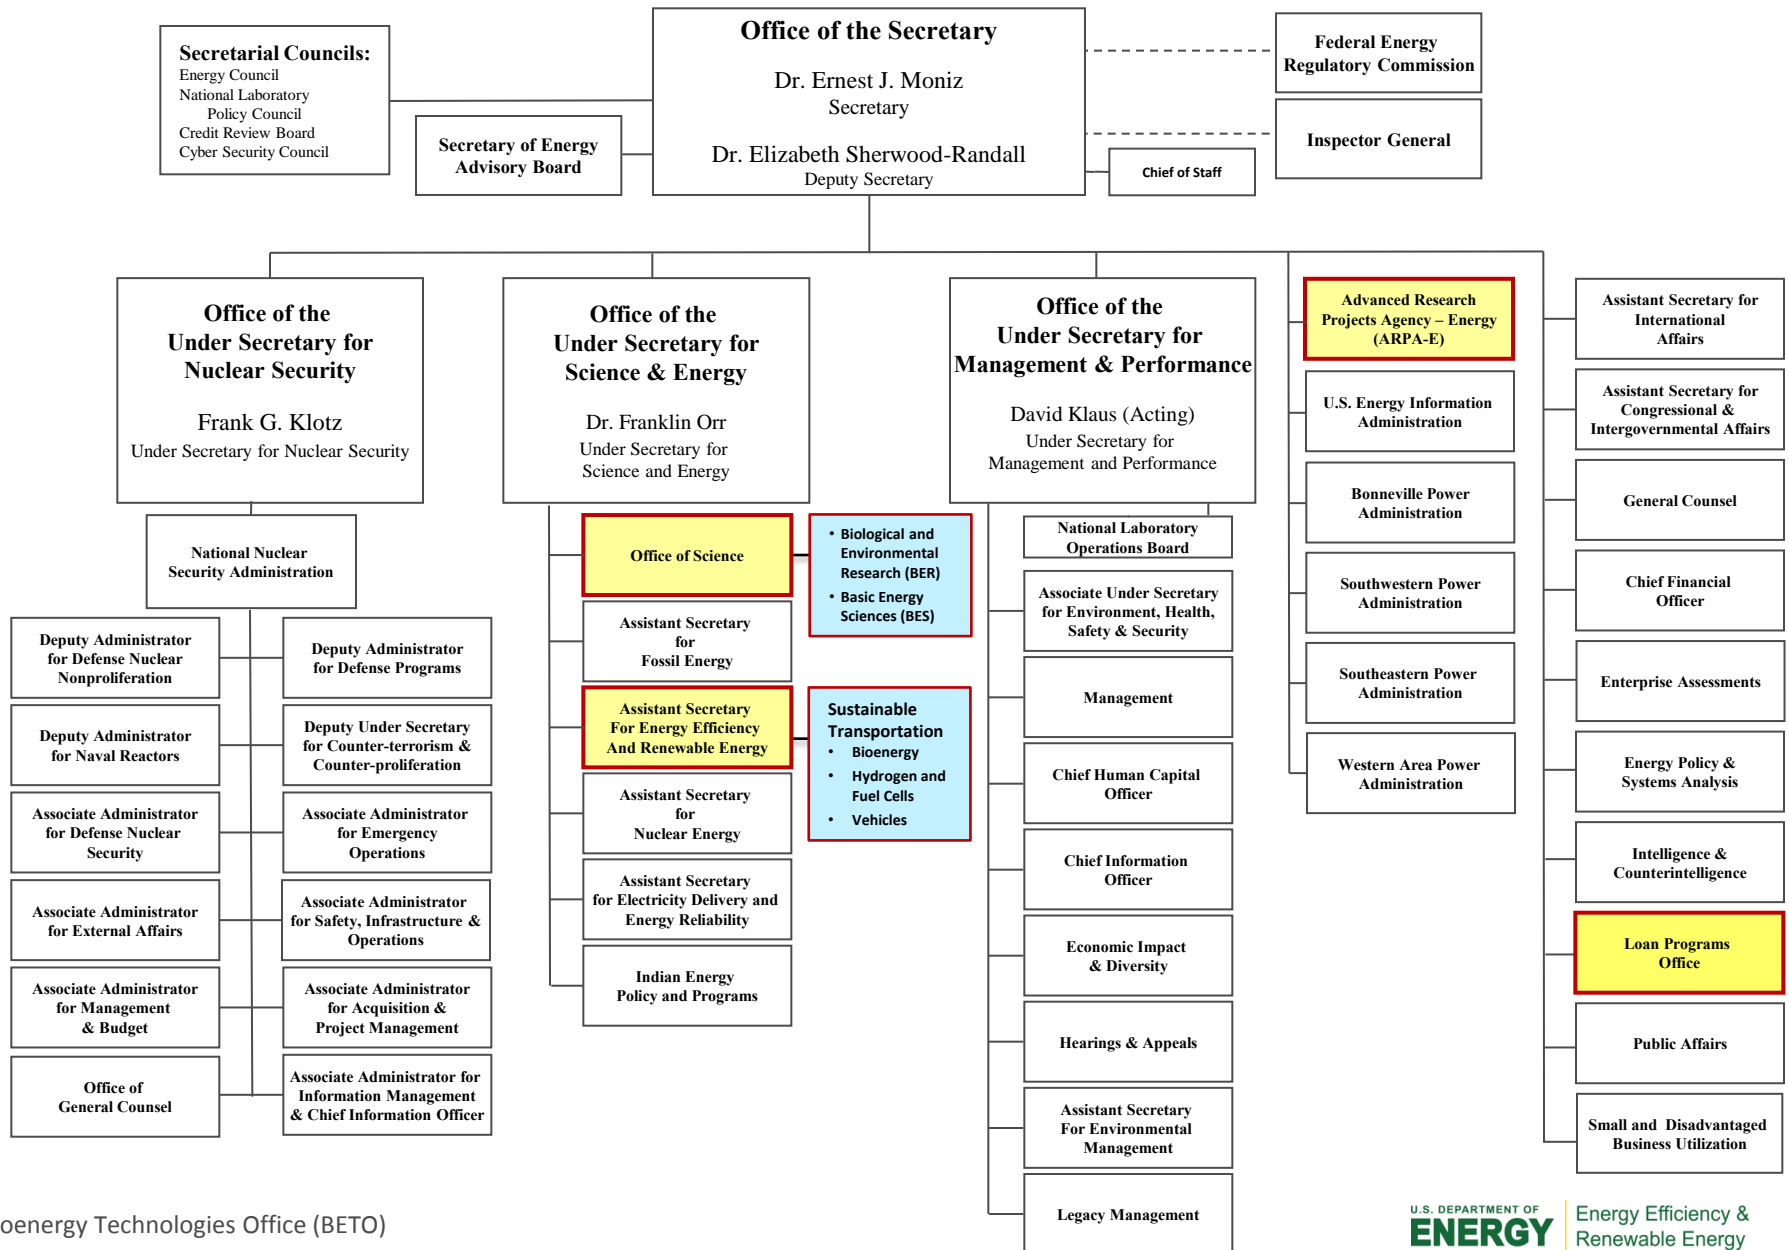 Office of the Secretary
Dr. Ernest J. Moniz
Secretary
Dr. Elizabeth Sherwood-Randall
Deputy Secretary
Secretarial Councils:
Energy Council
National Laboratory
Policy Council
Credit Review Board
Cyber Security Council
Secretary of Energy
Advisory Board
Federal Energy
Regulatory Commission
Inspector General
Chief of Staff
Office of the
Under Secretary for
Nuclear Security
Frank G. Klotz
Under Secretary for Nuclear Security
National Nuclear
Security Administration
Deputy Administrator
for Defense Nuclear
Nonproliferation
Deputy Administrator
for Defense Programs
Deputy Administrator
for Naval Reactors
Deputy Under Secretary
for Counter-terrorism &
Counter-proliferation
Associate Administrator
for Defense Nuclear
Security
Associate Administrator
for Emergency
Operations
Associate Administrator
for External Affairs
Associate Administrator
for Safety, Infrastructure &
Operations
Associate Administrator
for Management
& Budget
Associate Administrator
for Acquisition &
Project Management
Office of
General Counsel
Associate Administrator for
Information Management
& Chief Information Officer
Office of the
Under Secretary for
Science & Energy
Dr. Franklin Orr
Under Secretary for
Science and Energy
Office of Science
• Biological and
Environmental
Research (BER)
• Basic Energy
Sciences (BES)
Assistant Secretary
for
Fossil Energy
Assistant Secretary
For Energy Efficiency
And Renewable Energy
Sustainable
Transportation
• Bioenergy
• Hydrogen and
Fuel Cells
• Vehicles
Assistant Secretary
for
Nuclear Energy
Assistant Secretary
for Electricity Delivery and
Energy Reliability
Indian Energy
Policy and Programs
Office of the
Under Secretary for
Management & Performance
David Klaus (Acting)
Under Secretary for
Management and Performance
National Laboratory
Operations Board
Associate Under Secretary
for Environment, Health,
Safety & Security
Management
Chief Human Capital
Officer
Chief Information
Officer
Economic Impact
& Diversity
Hearings & Appeals
Assistant Secretary
For Environmental
Management
Legacy Management
Advanced Research
Projects Agency – Energy
(ARPA-E)
U.S. Energy Information
Administration
Bonneville Power
Administration
Southwestern Power
Administration
Southeastern Power
Administration
Western Area Power
Administration
Assistant Secretary for
International
Affairs
Assistant Secretary for
Congressional &
Intergovernmental Affairs
General Counsel
Chief Financial
Officer
Enterprise Assessments
Energy Policy &
Systems Analysis
Intelligence &
Counterintelligence
Loan Programs
Office
Public Affairs
Small and Disadvantaged
Business Utilization
oenergy Technologies Office (BETO)
U.S. DEPARTMENT OF
ENERGY
Energy Efficiency &
Renewable Energy